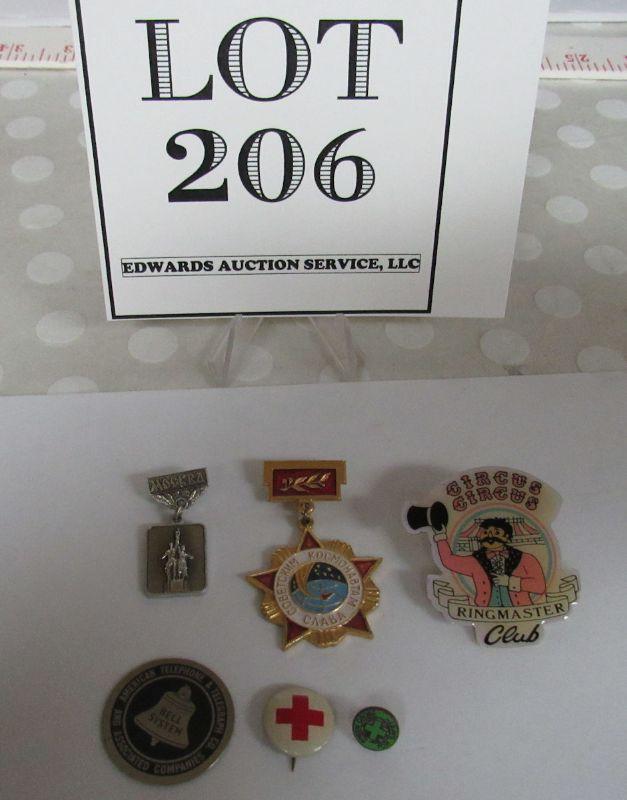 LOT
206
EDWARDS AUCTION SERVICE, LLC
МОСКВА
СОВЕТСКИМ КОСМОНАВТАМ
СЛАВА
CIRCUS
CIRCUS
RINGMASTER
Club
AMERICAN TELEPHONE & TELEGRAPH CO.
AND ASSOCIATED COMPANIES
BELL
SYSTEM